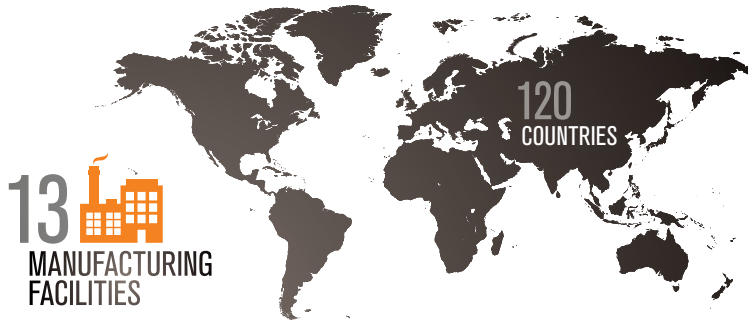 120
COUNTRIES
13
MANUFACTURING
FACILITIES